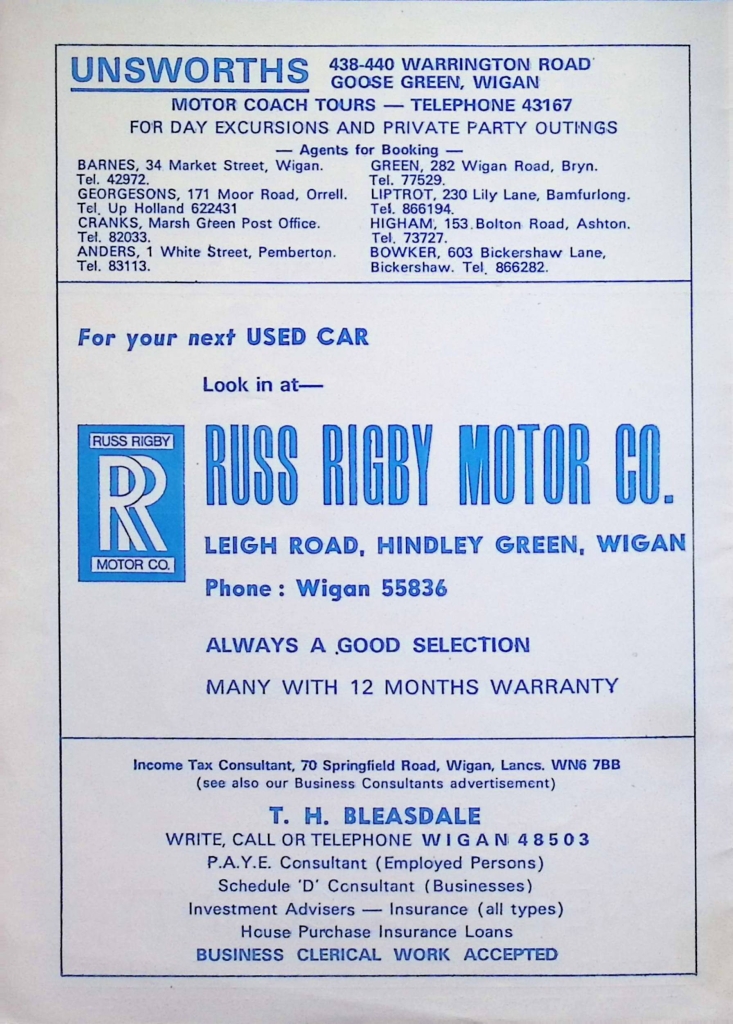 UNSWORTHS
438-440 WARRINGTON ROAD
GOOSE GREEN, WIGAN
MOTOR COACH TOURS — TELEPHONE 43167
FOR DAY EXCURSIONS AND PRIVATE PARTY OUTINGS
— Agents for Booking —
BARNES, 34 Market Street, Wigan.
Tel. 42972.
GEORGESONS, 171 Moor Road, Orrell.
Tel. Up Holland 622431
CRANKS, Marsh Green Post Office.
Tel. 82033.
ANDERS, 1 White Street, Pemberton.
Tel. 83113.
GREEN, 282 Wigan Road, Bryn.
Tel. 77529.
LIPTROT, 230 Lily Lane, Bamfurlong.
Tel. 866194.
HIGHAM, 153 Bolton Road, Ashton.
Tel. 73727.
BOWKER, 603 Bickershaw Lane,
Bickershaw. Tel. 866282.
For your next USED CAR
Look in at—
RUSS RIGBY
RR
MOTOR CO.
RUSS RIGBY MOTOR CO.
LEIGH ROAD, HINDLEY GREEN, WIGAN
Phone : Wigan 55836
ALWAYS A GOOD SELECTION
MANY WITH 12 MONTHS WARRANTY
Income Tax Consultant, 70 Springfield Road, Wigan, Lancs. WN6 7BB
(see also our Business Consultants advertisement)
T. H. BLEASDALE
WRITE, CALL OR TELEPHONE WIGAN 48503
P.A.Y.E. Consultant (Employed Persons)
Schedule 'D' Consultant (Businesses)
Investment Advisers — Insurance (all types)
House Purchase Insurance Loans
BUSINESS CLERICAL WORK ACCEPTED